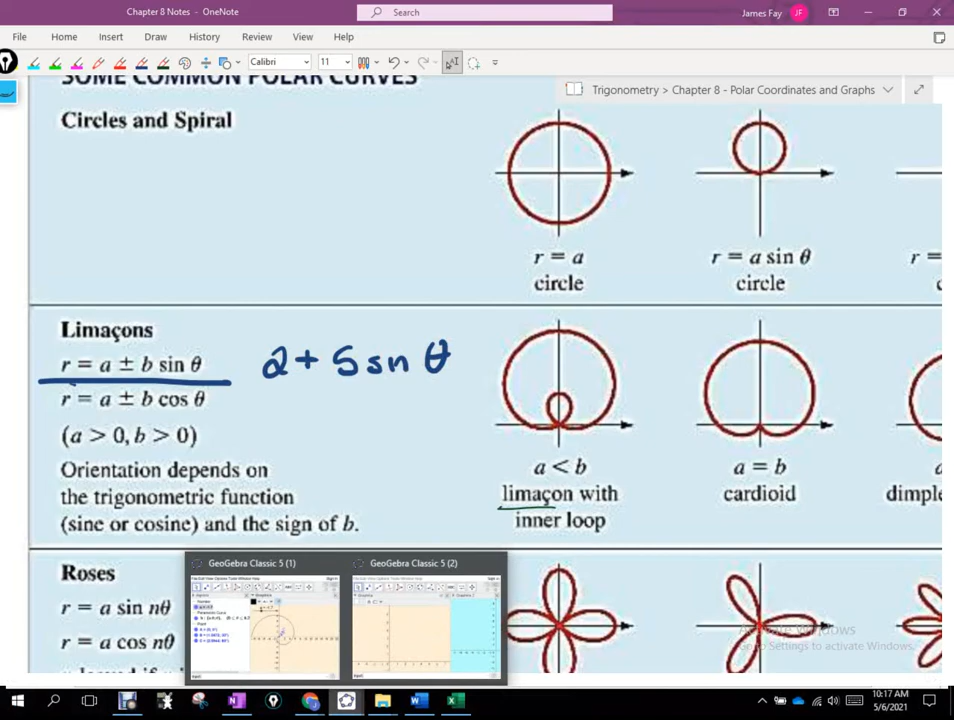 Chapter 8 Notes - OneNote
Search
James Fay
JF
File
Home
Insert
Draw
History
Review
View
Help
Calibri
11
SOME COMMON POLAR CURVES
Trigonometry > Chapter 8 - Polar Coordinates and Graphs
Circles and Spiral
r = a
circle
r = a sin θ
circle
r =
c
Limaçons
r = a ± b sin θ
2 + 5 sn θ
r = a ± b cos θ
(a > 0, b > 0)
Orientation depends on
the trigonometric function
(sine or cosine) and the sign of b.
a < b
limaçon with
inner loop
a = b
cardioid
dimple
GeoGebra Classic 5 (1)
GeoGebra Classic 5 (2)
Roses
r = a sin nθ
r = a cos nθ
Activate Windows
Go to Settings to activate Windows.
10:17 AM
5/6/2021